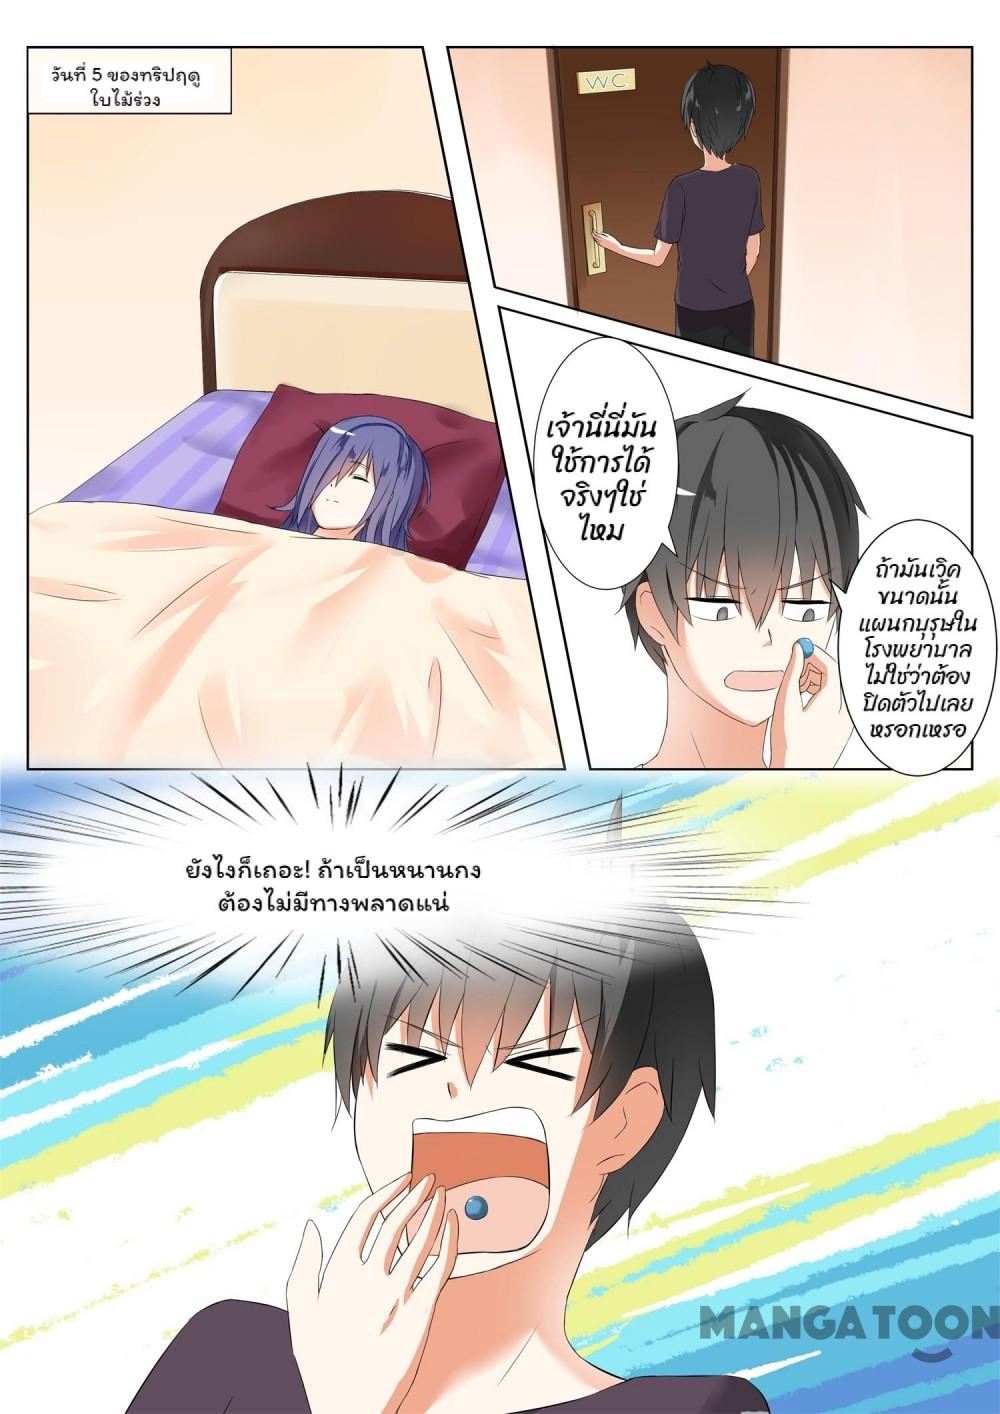 วันที่ 5 ของทริปฤดู
ใบไม้ร่วง
WC
เจ้านี่นี่มัน
ใช้การได้
จริงๆใช่
ไหม
ถ้ามันเวิด
ขนาดนั้น
แผนกบุรุษใน
โรงพยาบาล
ไม่ใช่ว่าต้อง
ปิดตัวไปเลย
หรอกเหรอ
ยังไงก็เถอะ! ถ้าเป็นหนานกง
ต้องไม่มีทางพลาดแน่
MANGATOON